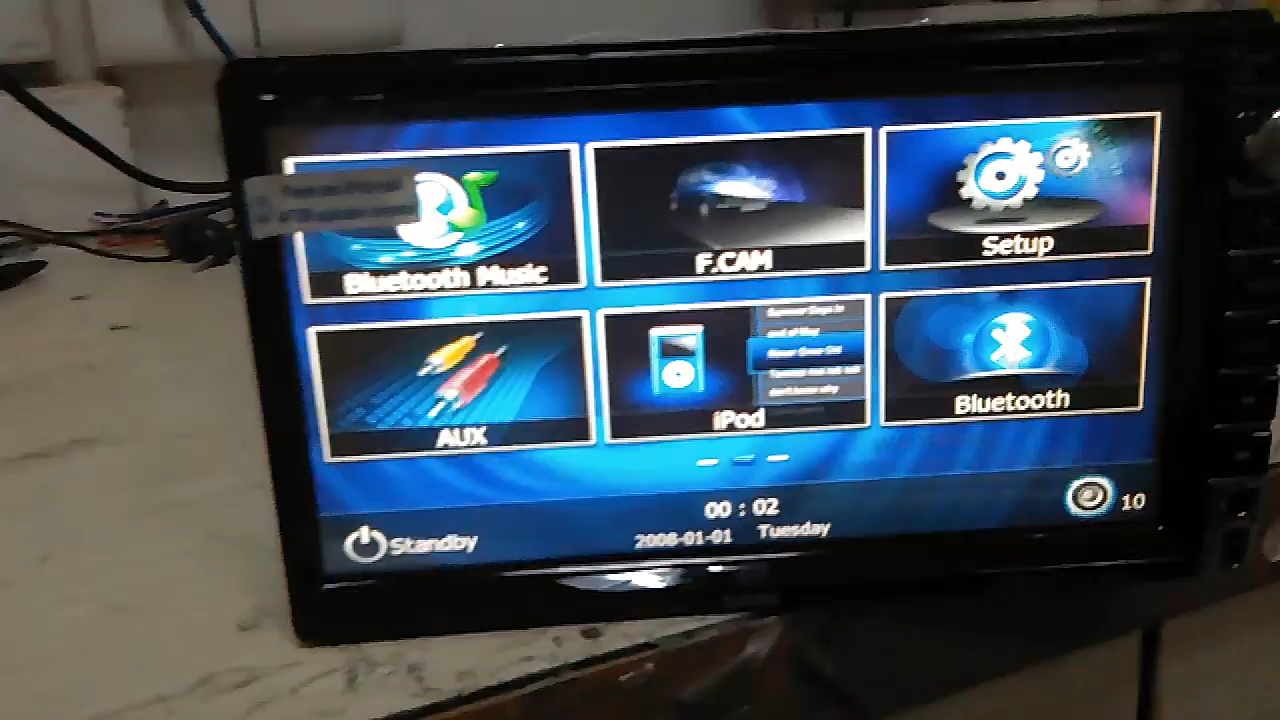 Bluetooth Music
F.CAM
Setup
AUX
iPod
Bluetooth
00 : 02
2008-01-01 Tuesday
Standby
10